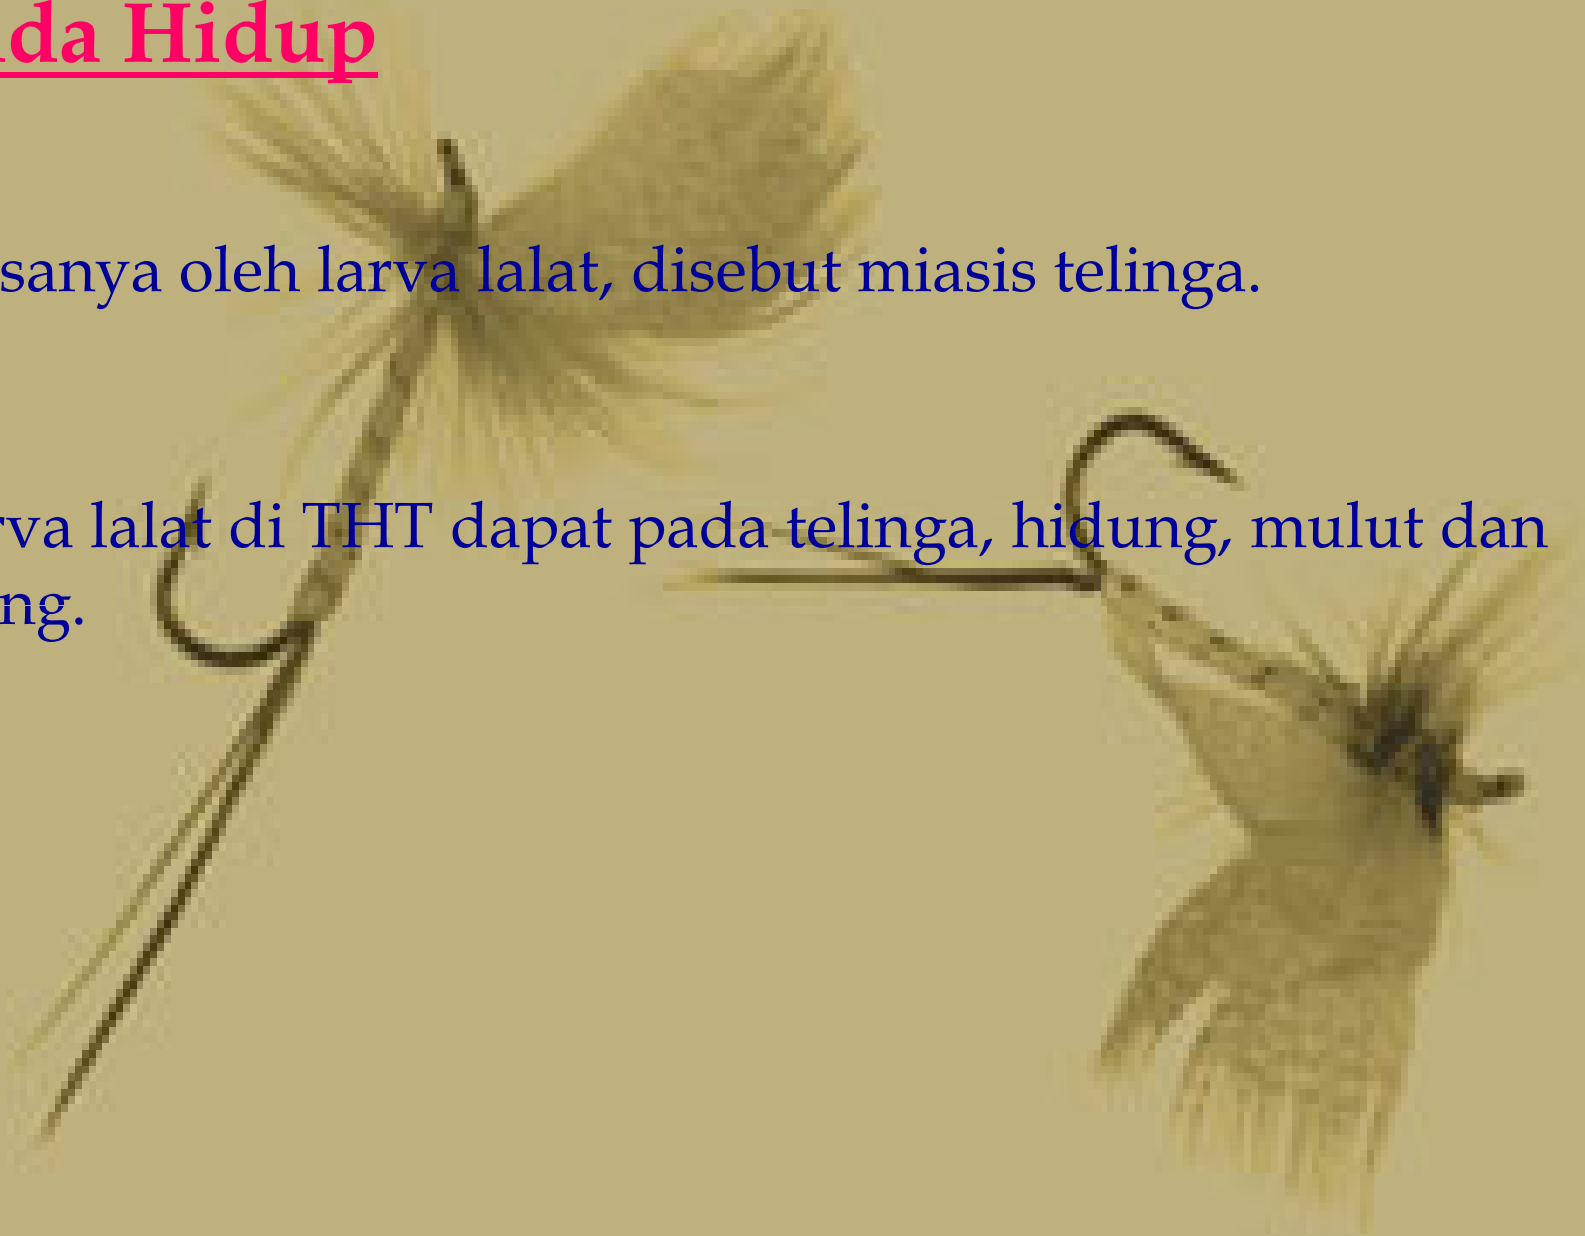 da Hidup
sanya oleh larva lalat, disebut miasis telinga.
rva lalat di THT dapat pada telinga, hidung, mulut dan
ng.